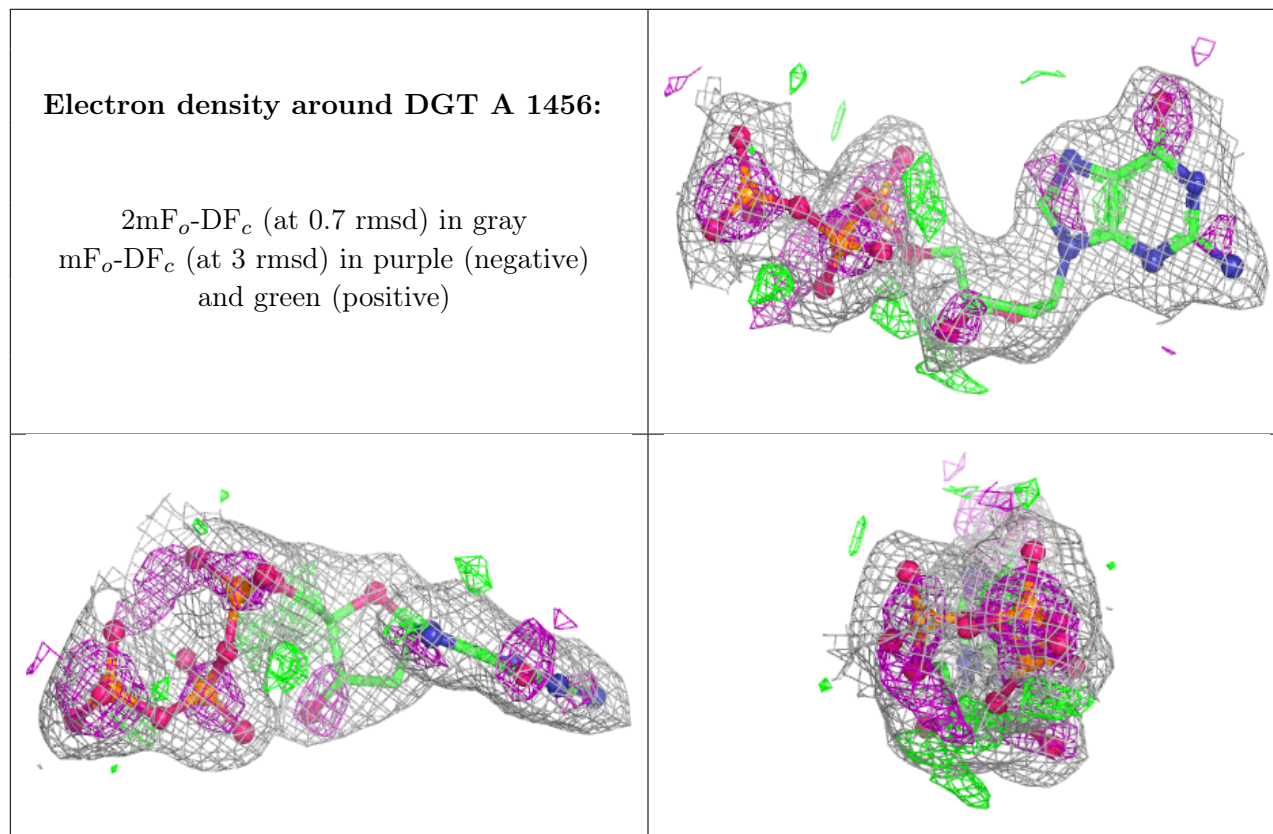 Electron density around DGT A 1456:
2mFₒ-DF𝒸 (at 0.7 rmsd) in gray
mFₒ-DF𝒸 (at 3 rmsd) in purple (negative)
and green (positive)